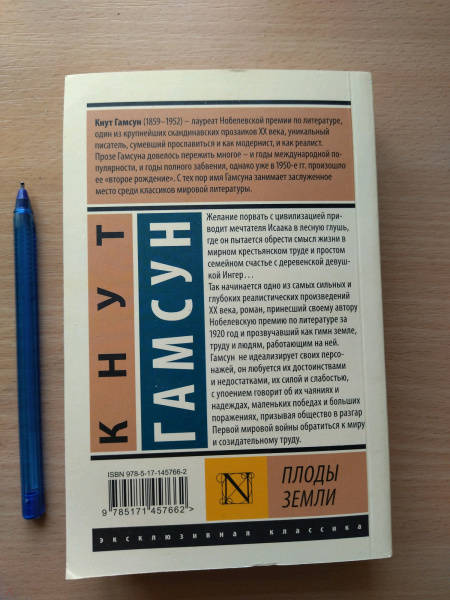 Кнут Гамсун (1859–1952) – лауреат Нобелевской премии по литературе,
один из крупнейших скандинавских прозаиков XX века, уникальный
писатель, сумевший прославиться и как модернист, и как реалист.
Прозе Гамсуна довелось пережить многое – и годы международной по-
пулярности, и годы полного забвения, однако уже в 1950-е гг. произошло
ее «второе рождение». С тех пор имя Гамсуна занимает заслуженное
место среди классиков мировой литературы.
КНУТ
ГАМСУН
Желание порвать с цивилизацией при-
водит мечтателя Исаака в лесную глушь,
где он пытается обрести смысл жизни в
мирном крестьянском труде и простом
семейном счастье с деревенской девуш-
кой Ингер...
Так начинается одно из самых сильных и
глубоких реалистических произведений
XX века, роман, принесший своему автору
Нобелевскую премию по литературе за
1920 год и прозвучавший как гимн земле,
труду и людям, работающим на ней.
Гамсун не идеализирует своих персо-
нажей, он любуется их достоинствами
и недостатками, их силой и слабостью,
с упоением говорит об их чаяниях и
надеждах, маленьких победах и больших
поражениях, призывая общество в разгар
Первой мировой войны обратиться к миру
и созидательному труду.
ISBN 978-5-17-145766-2
9 785171 457662 >
N
ПЛОДЫ
ЗЕМЛИ
эксклюзивная классика